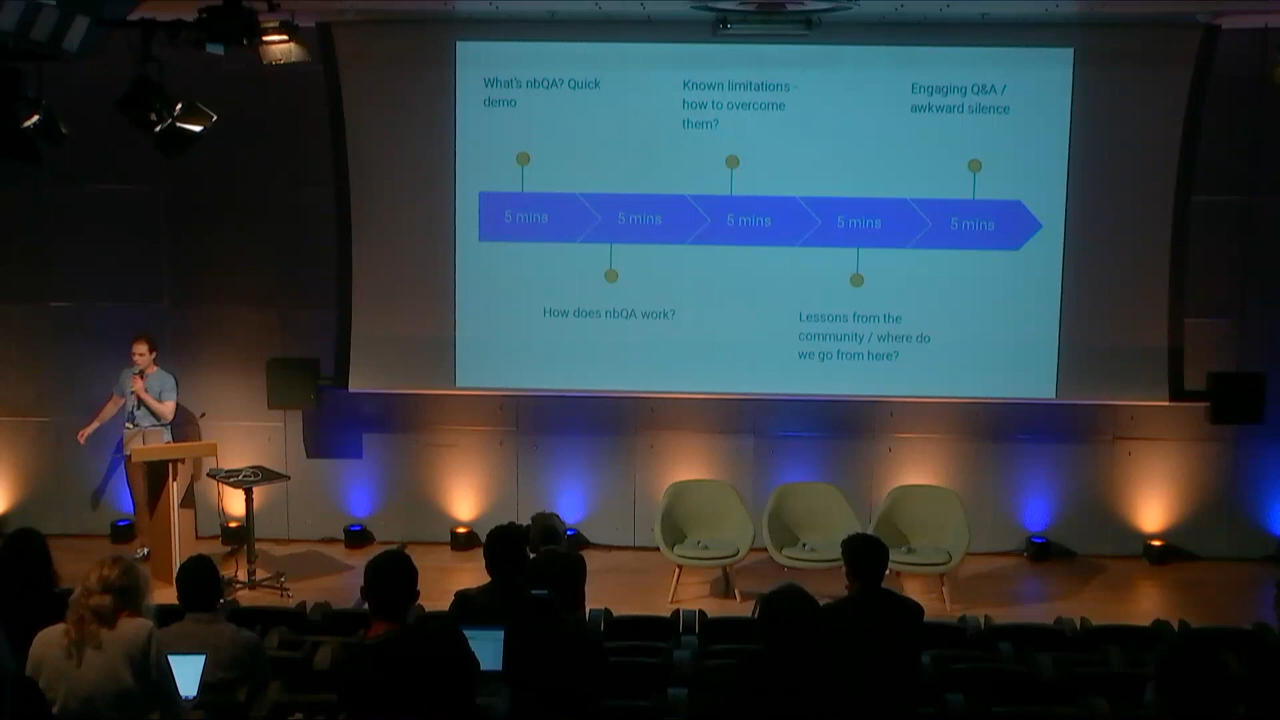 What's nbQA? Quick
demo
Known limitations -
how to overcome
them?
Engaging Q&A /
awkward silence
5 mins
5 mins
5 mins
5 mins
5 mins
How does nbQA work?
Lessons from the
community / where do
we go from here?